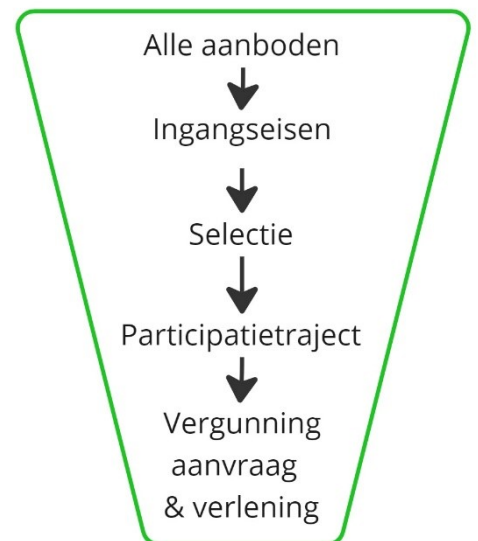 Alle aanboden
Ingangseisen
Selectie
Participatietraject
Vergunning
aanvraag
& verlening